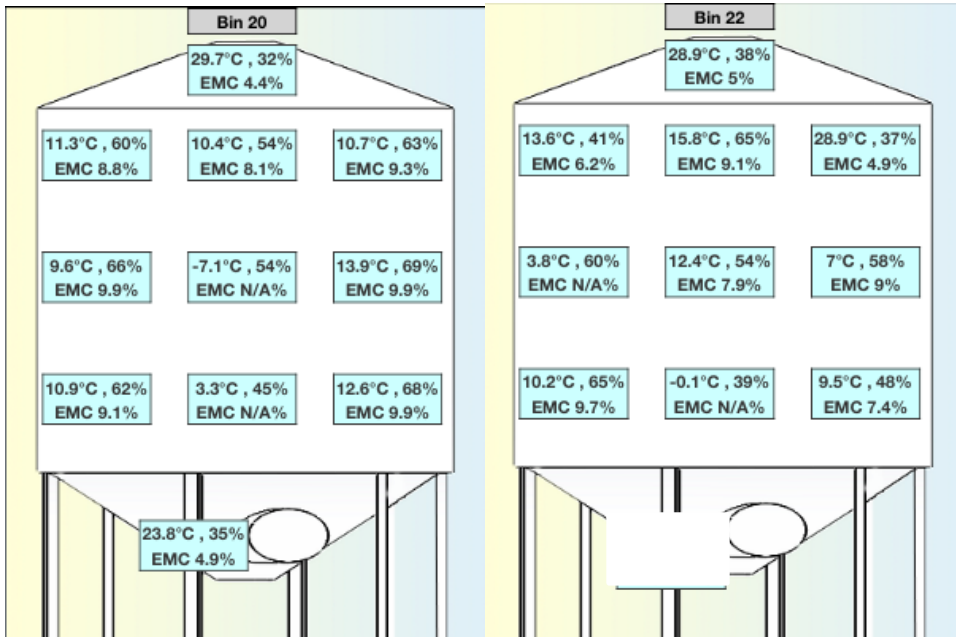 Bin 20
29.7°C , 32%
EMC 4.4%
11.3°C , 60%
EMC 8.8%
10.4°C , 54%
EMC 8.1%
10.7°C , 63%
EMC 9.3%
9.6°C , 66%
EMC 9.9%
-7.1°C , 54%
EMC N/A%
13.9°C , 69%
EMC 9.9%
10.9°C , 62%
EMC 9.1%
3.3°C , 45%
EMC N/A%
12.6°C , 68%
EMC 9.9%
23.8°C , 35%
EMC 4.9%
Bin 22
28.9°C , 38%
EMC 5%
13.6°C , 41%
EMC 6.2%
15.8°C , 65%
EMC 9.1%
28.9°C , 37%
EMC 4.9%
3.8°C , 60%
EMC N/A%
12.4°C , 54%
EMC 7.9%
7°C , 58%
EMC 9%
10.2°C , 65%
EMC 9.7%
-0.1°C , 39%
EMC N/A%
9.5°C , 48%
EMC 7.4%